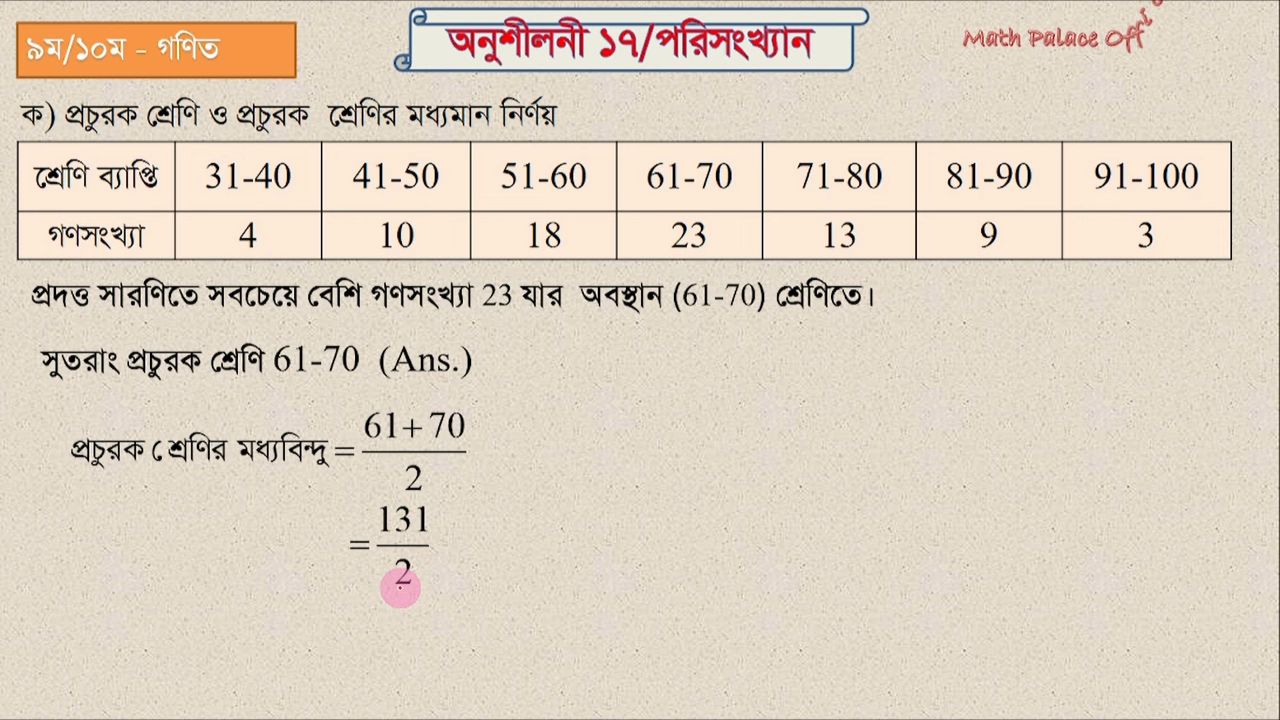 ৯ম/১০ম - গণিত
অনুশীলনী ১৭/পরিসংখ্যান
Math Palace Off
ক) প্রচুরক শ্রেণি ও প্রচুরক শ্রেণির মধ্যমান নির্ণয়
শ্রেণি ব্যাপ্তি 31-40 41-50 51-60 61-70 71-80 81-90 91-100
গণসংখ্যা 4 10 18 23 13 9 3
প্রদত্ত সারণিতে সবচেয়ে বেশি গণসংখ্যা 23 যার অবস্থান (61-70) শ্রেণিতে।
সুতরাং প্রচুরক শ্রেণি 61-70 (Ans.)
প্রচুরক শ্রেণির মধ্যবিন্দু = (61+70)/2
= 131/2